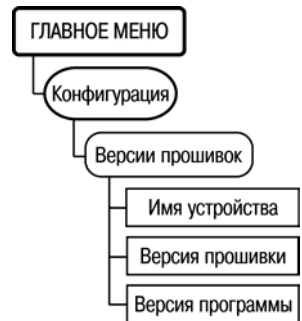 ГЛАВНОЕ МЕНЮ
Конфигурация
Версии прошивок
Имя устройства
Версия прошивки
Версия программы